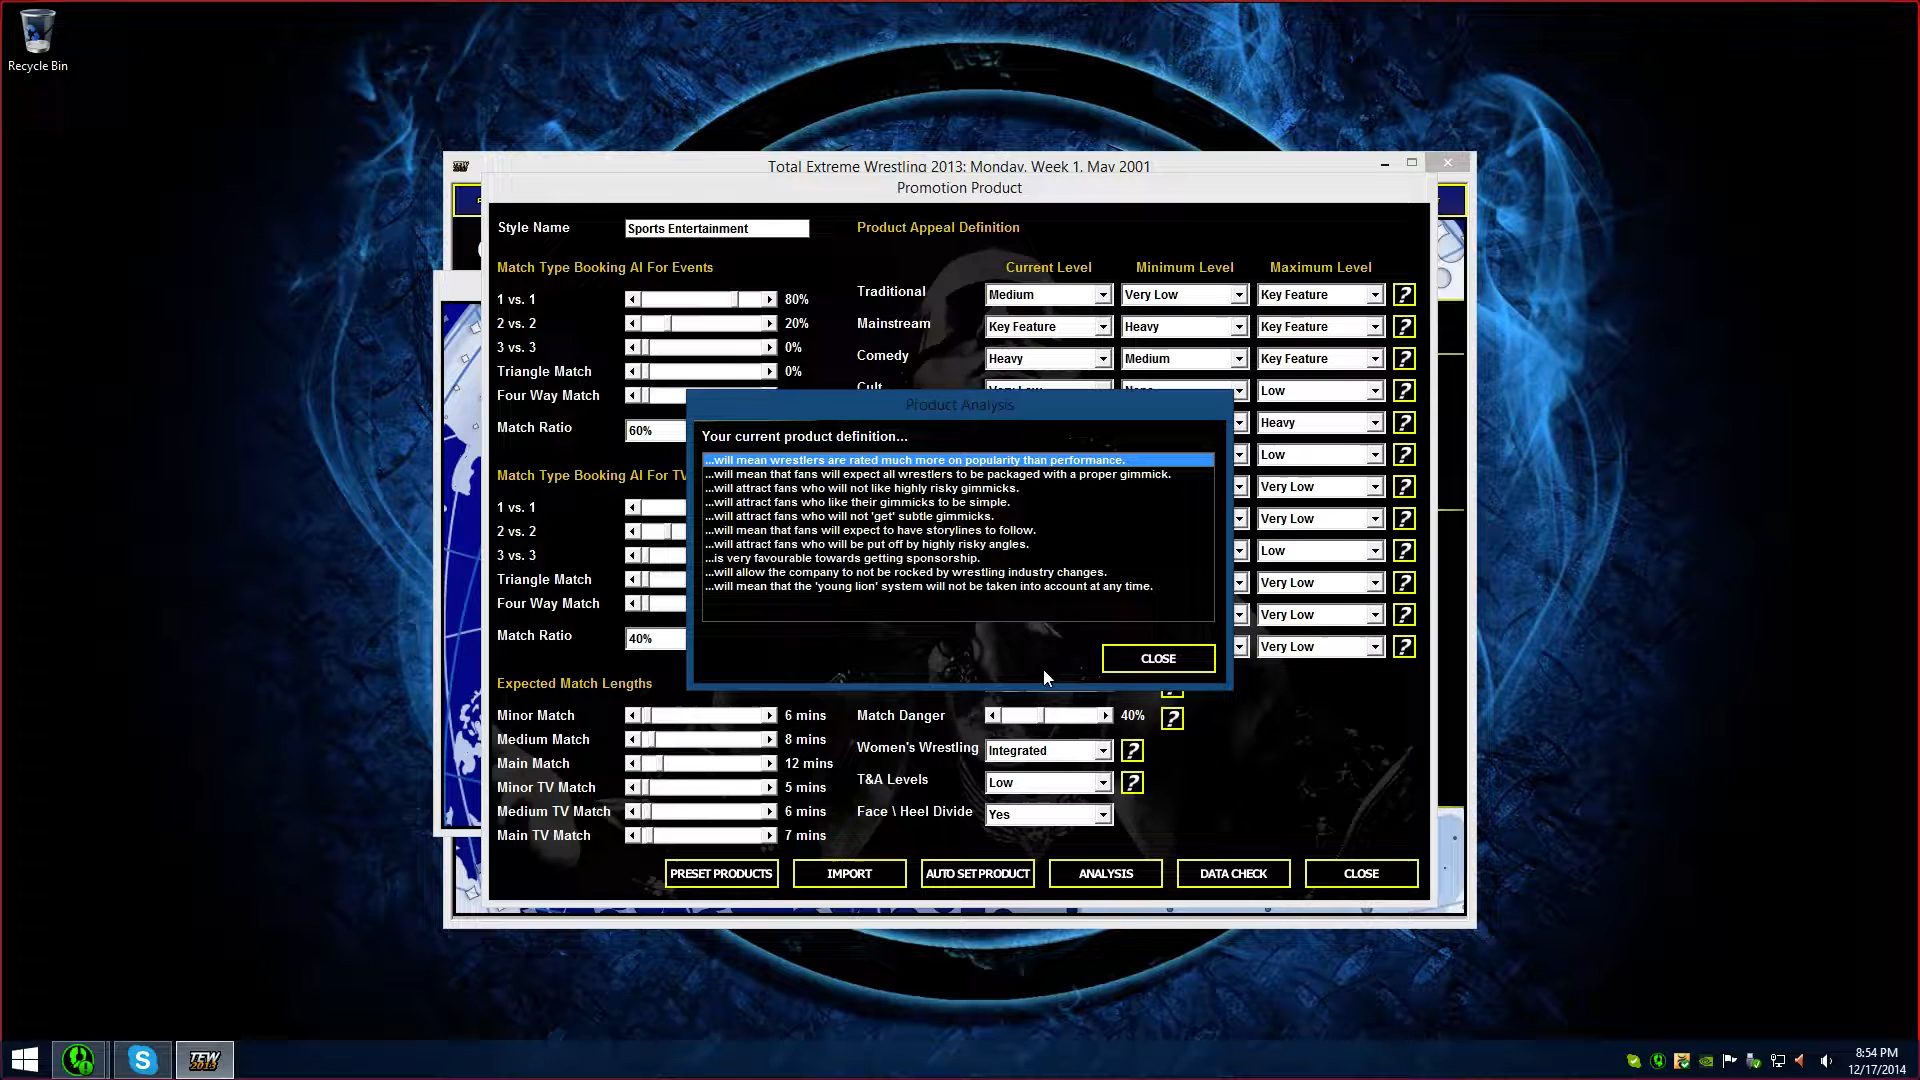 Recycle Bin
Total Extreme Wrestling 2013: Monday, Week 1, May 2001
Promotion Product
Style Name Sports Entertainment Product Appeal Definition
Match Type Booking AI For Events Current Level Minimum Level Maximum Level
1 vs. 1 80% Traditional Medium Very Low Key Feature ?
2 vs. 2 20% Mainstream Key Feature Heavy Key Feature ?
3 vs. 3 0% Comedy Heavy Medium Key Feature ?
Triangle Match 0% Cult Very Low None Low ?
Four Way Match
Match Ratio 60% Heavy ?
Low ?
Match Type Booking AI For TV Very Low ?
1 vs. 1 Very Low ?
2 vs. 2
3 vs. 3 Low ?
Triangle Match Very Low ?
Four Way Match Very Low ?
Match Ratio 40% Very Low ?
Product Analysis
Your current product definition...
...will mean wrestlers are rated much more on popularity than performance.
...will mean that fans will expect all wrestlers to be packaged with a proper gimmick.
...will attract fans who will not like highly risky gimmicks.
...will attract fans who like their gimmicks to be simple.
...will attract fans who will not 'get' subtle gimmicks.
...will mean that fans will expect to have storylines to follow.
...will attract fans who will be put off by highly risky angles.
...is very favourable towards getting sponsorship.
...will allow the company to not be rocked by wrestling industry changes.
...will mean that the 'young lion' system will not be taken into account at any time.
CLOSE
Expected Match Lengths
Minor Match 6 mins Match Danger 40% ?
Medium Match 8 mins Women's Wrestling Integrated ?
Main Match 12 mins
Minor TV Match 5 mins T&A Levels Low ?
Medium TV Match 6 mins Face \ Heel Divide Yes
Main TV Match 7 mins
PRESET PRODUCTS IMPORT AUTO SET PRODUCT ANALYSIS DATA CHECK CLOSE
TEW 2013
8:54 PM
12/17/2014